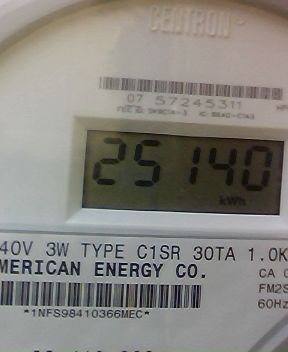 CENTRON
07 57245311
25140
kWh
40V 3W TYPE C1SR 30TA 1.0K
MERICAN ENERGY CO.
CA
FM2S
60Hz
*1NFS98410366MEC*